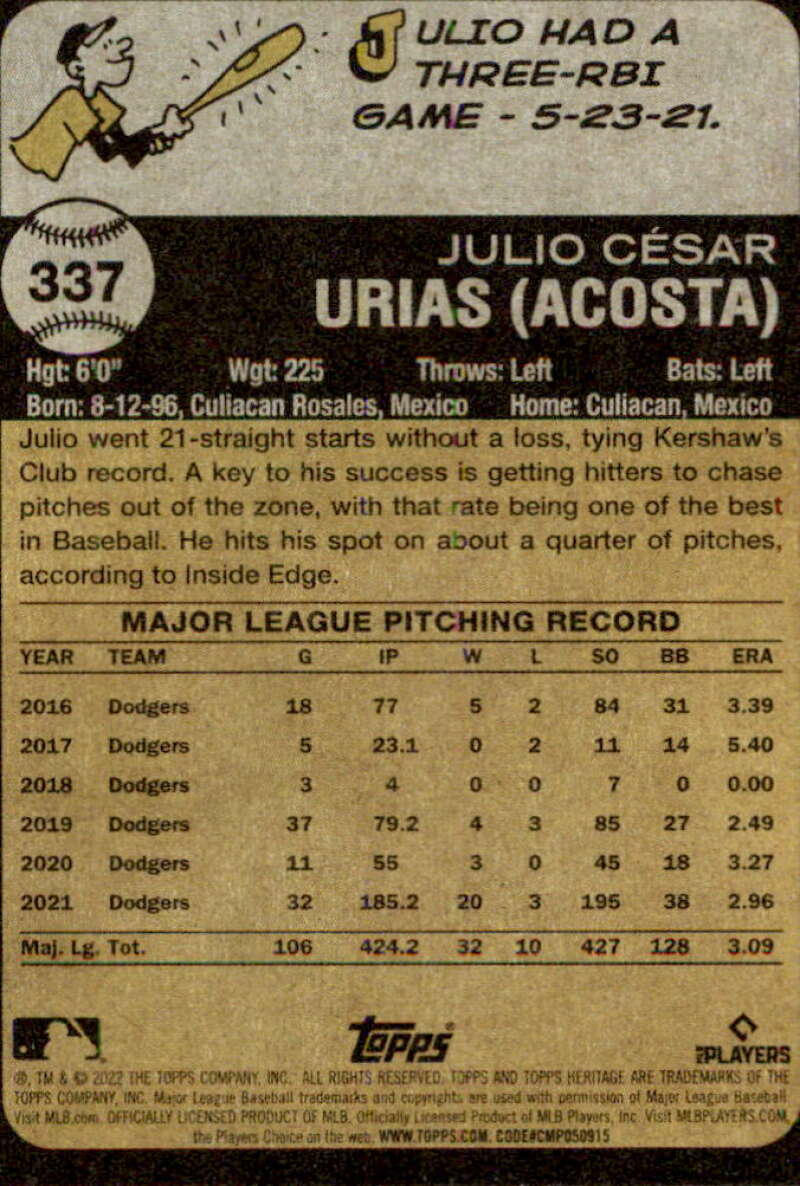 JULIO HAD A
THREE-RBI
GAME - 5-23-21.
337
JULIO CÉSAR
URIAS (ACOSTA)
Hgt: 6'0" Wgt: 225 Throws: Left Bats: Left
Born: 8-12-96, Culiacan Rosales, Mexico Home: Culiacan, Mexico
Julio went 21-straight starts without a loss, tying Kershaw's
Club record. A key to his success is getting hitters to chase
pitches out of the zone, with that rate being one of the best
in Baseball. He hits his spot on about a quarter of pitches,
according to Inside Edge.
MAJOR LEAGUE PITCHING RECORD
YEAR TEAM G IP W L SO BB ERA
2016 Dodgers 18 77 5 2 84 31 3.39
2017 Dodgers 5 23.1 0 2 11 14 5.40
2018 Dodgers 3 4 0 0 7 0 0.00
2019 Dodgers 37 79.2 4 3 85 27 2.49
2020 Dodgers 11 55 3 0 45 18 3.27
2021 Dodgers 32 185.2 20 3 195 38 2.96
Maj. Lg. Tot. 106 424.2 32 10 427 128 3.09
Topps
PLAYERS
®, TM & © 2022 THE TOPPS COMPANY, INC. ALL RIGHTS RESERVED. TOPPS AND TOPPS HERITAGE ARE TRADEMARKS OF THE
TOPPS COMPANY, INC. Major League Baseball trademarks and copyrights are used with permission of Major League Baseball
Visit MLB.com. OFFICIALLY LICENSED PRODUCT OF MLB. Officially Licensed Product of MLB Players, Inc. Visit MLBPLAYERS.COM,
the Players Choice on the web. WWW.TOPPS.COM. CODE#CMP050915